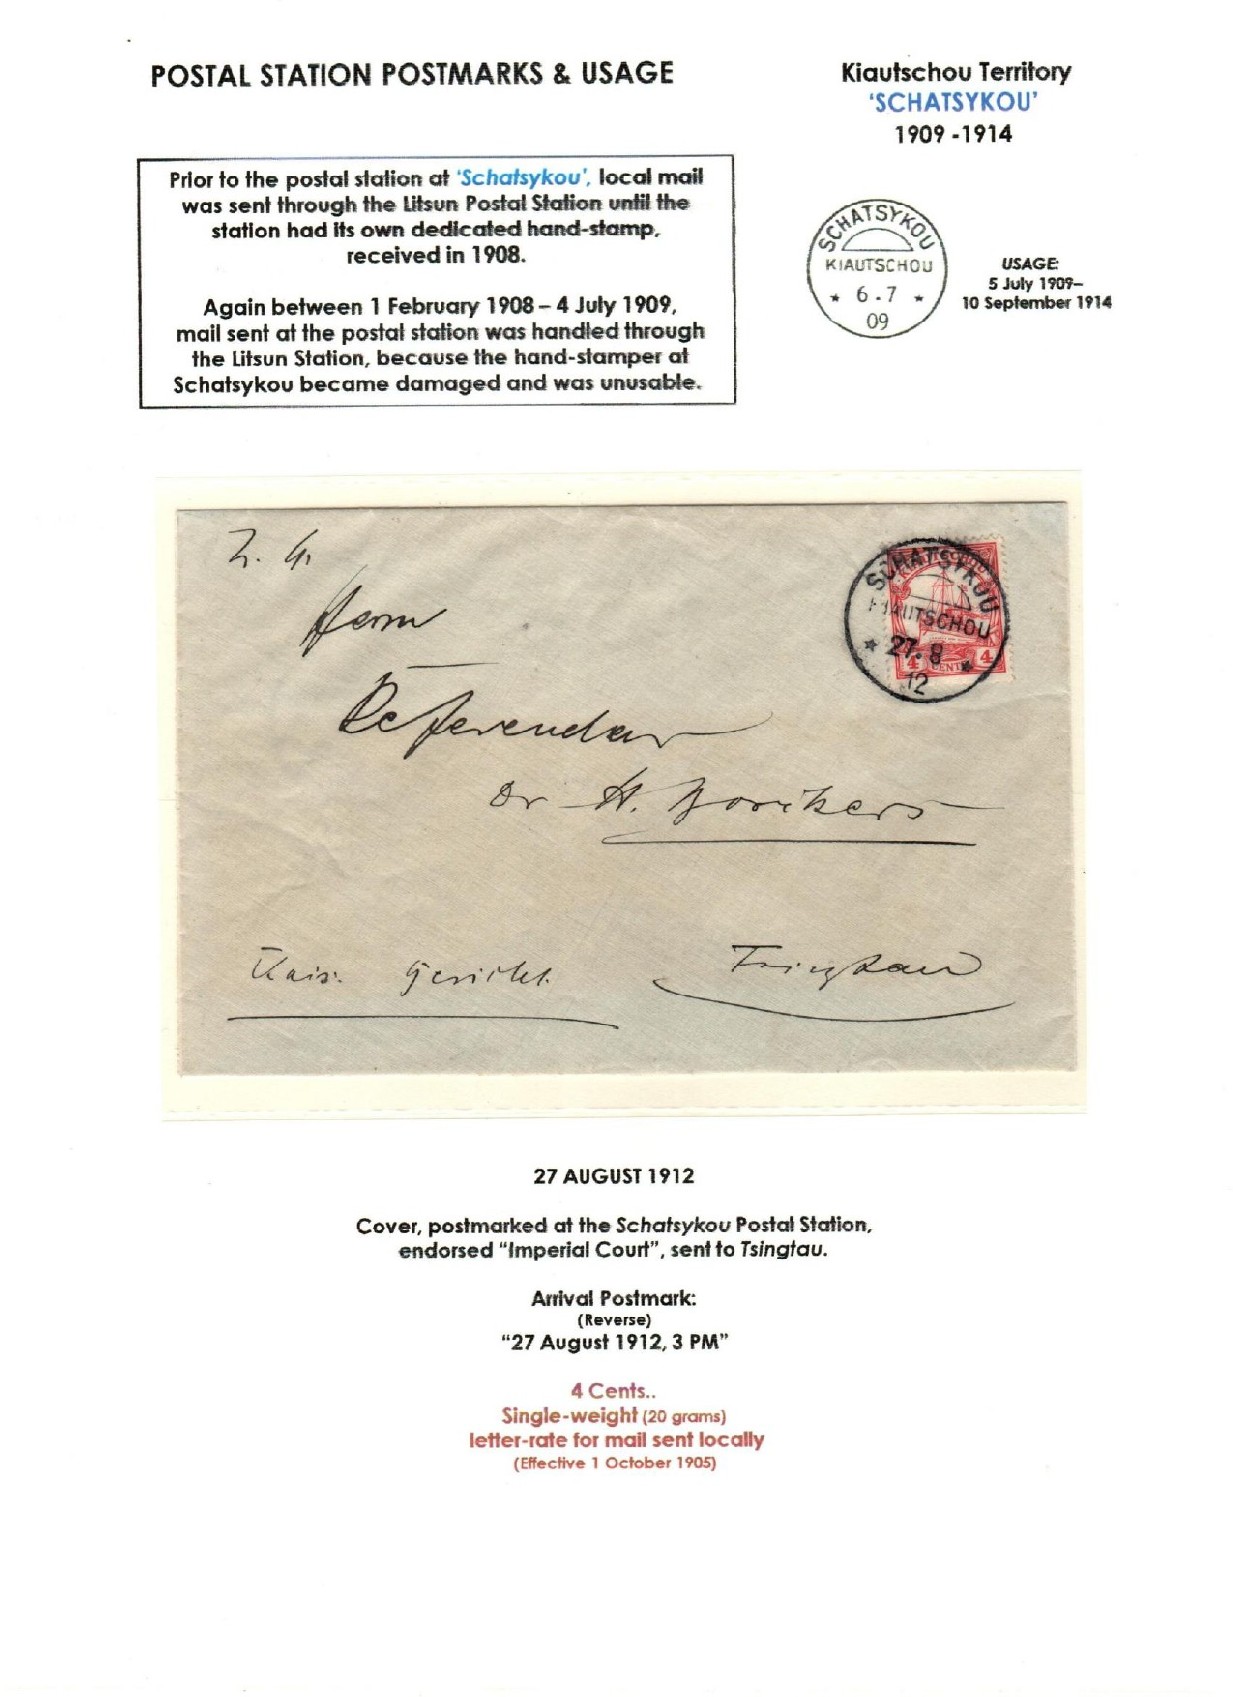 POSTAL STATION POSTMARKS & USAGE
Kiautschou Territory
'SCHATSYKOU'
1909 -1914
Prior to the postal station at 'Schatsykou', local mail
was sent through the Litsun Postal Station until the
station had its own dedicated hand-stamp,
received in 1908.
Again between 1 February 1908 – 4 July 1909,
mail sent at the postal station was handled through
the Litsun Station, because the hand-stamper at
Schatsykou became damaged and was unusable.
SCHATSYKOU
KIAUTSCHOU
* 6.7 *
09
USAGE:
5 July 1909–
10 September 1914
SCHATSYKOU
KIAUTSCHOU
* 27. 8 *
12
4 CENTS 4
Herrn
Referendar
Dr H.
Kais. Gericht.
Tsingtau
27 AUGUST 1912
Cover, postmarked at the Schatsykou Postal Station,
endorsed "Imperial Court", sent to Tsingtau.
Arrival Postmark:
(Reverse)
"27 August 1912, 3 PM"
4 Cents..
Single-weight (20 grams)
letter-rate for mail sent locally
(Effective 1 October 1905)